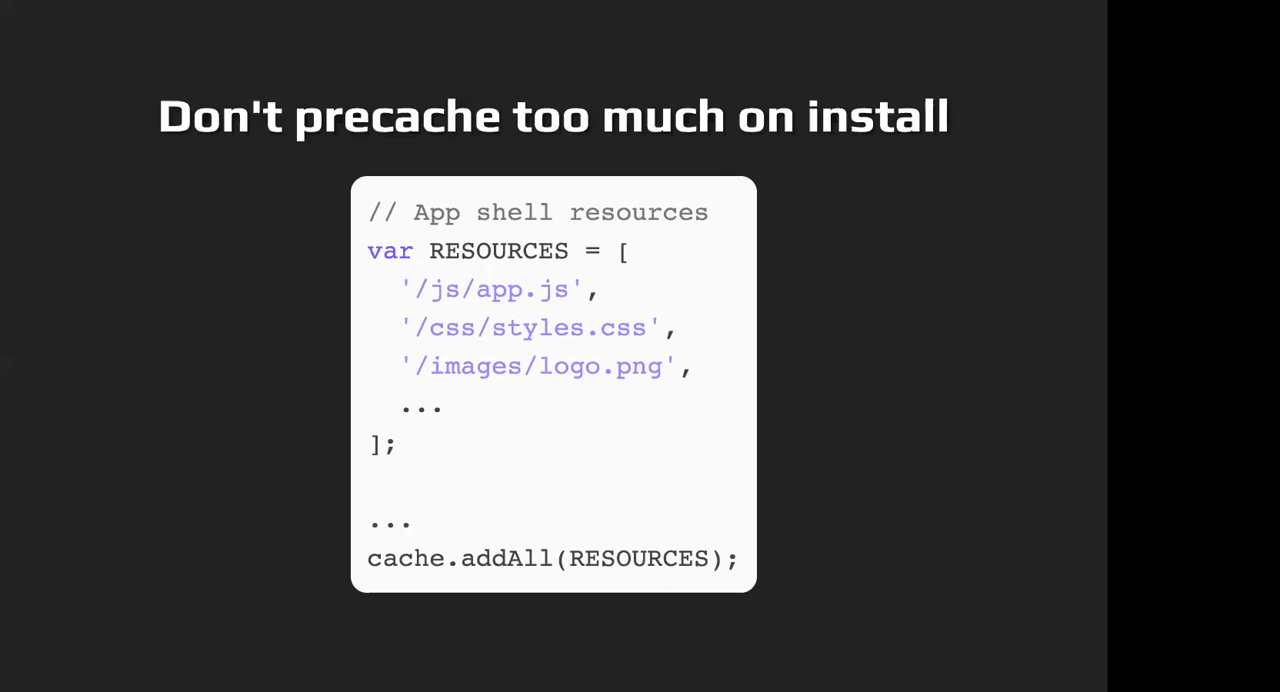 Don't precache too much on install
// App shell resources
var RESOURCES = [
  '/js/app.js',
  '/css/styles.css',
  '/images/logo.png',
  ...
];
...
cache.addAll(RESOURCES);